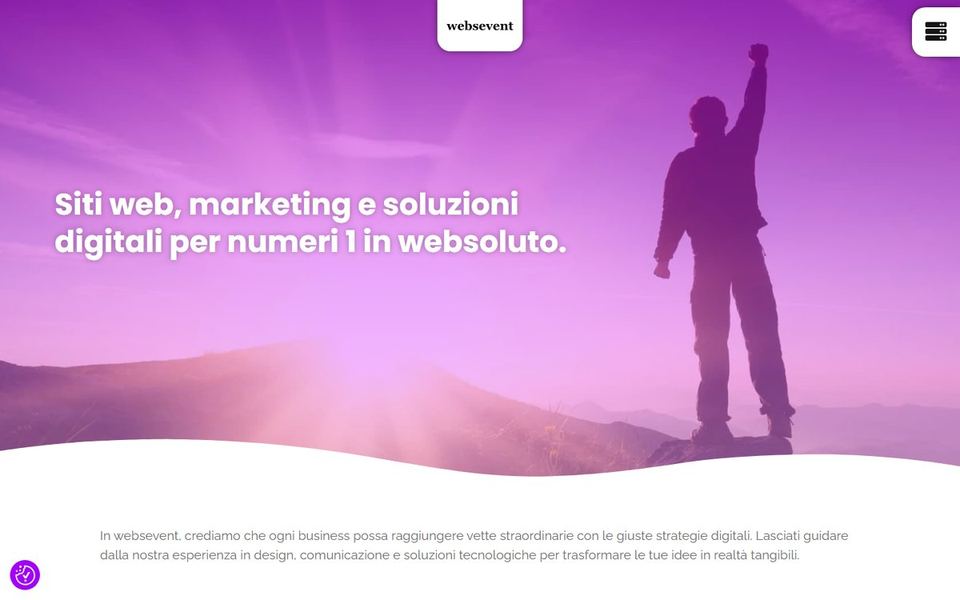 websevent
Siti web, marketing e soluzioni
digitali per numeri 1 in websoluto.
In websevent, crediamo che ogni business possa raggiungere vette straordinarie con le giuste strategie digitali. Lasciati guidare
dalla nostra esperienza in design, comunicazione e soluzioni tecnologiche per trasformare le tue idee in realtà tangibili.